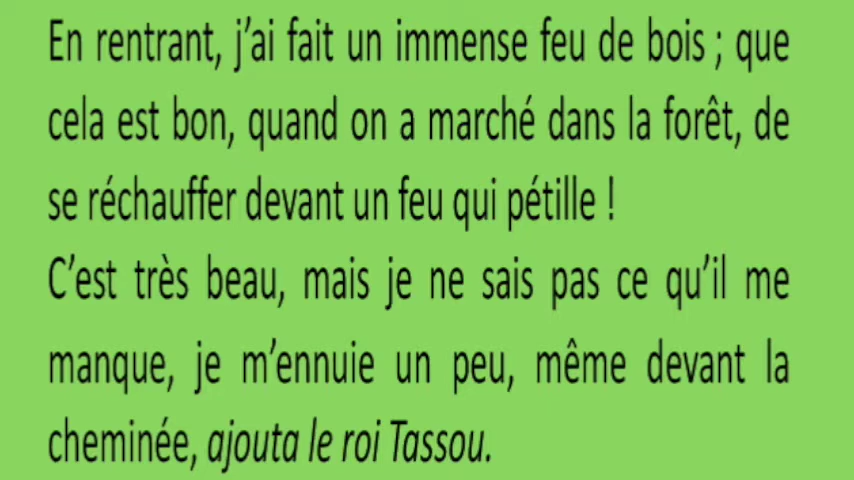 En rentrant, j’ai fait un immense feu de bois ; que
cela est bon, quand on a marché dans la forêt, de
se réchauffer devant un feu qui pétille !
C’est très beau, mais je ne sais pas ce qu’il me
manque, je m’ennuie un peu, même devant la
cheminée, ajouta le roi Tassou.